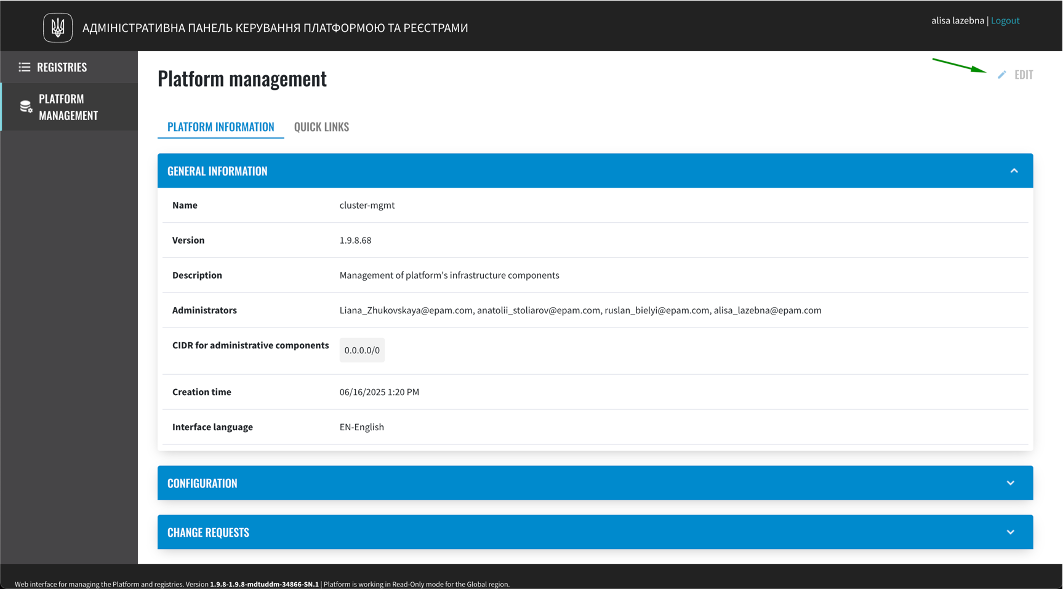 АДМІНІСТРАТИВНА ПАНЕЛЬ КЕРУВАННЯ ПЛАТФОРМОЮ ТА РЕЄСТРАМИ
alisa lazebna | Logout
REGISTRIES
PLATFORM
MANAGEMENT
Platform management
EDIT
PLATFORM INFORMATION QUICK LINKS
GENERAL INFORMATION
Name cluster-mgmt
Version 1.9.8.68
Description Management of platform's infrastructure components
Administrators Liana_Zhukovskaya@epam.com, anatolii_stoliarov@epam.com, ruslan_bielyi@epam.com, alisa_lazebna@epam.com
CIDR for administrative components 0.0.0.0/0
Creation time 06/16/2025 1:20 PM
Interface language EN-English
CONFIGURATION
CHANGE REQUESTS
Web interface for managing the Platform and registries. Version 1.9.8-1.9.8-mdtuddm-34866-SN.1 | Platform is working in Read-Only mode for the Global region.